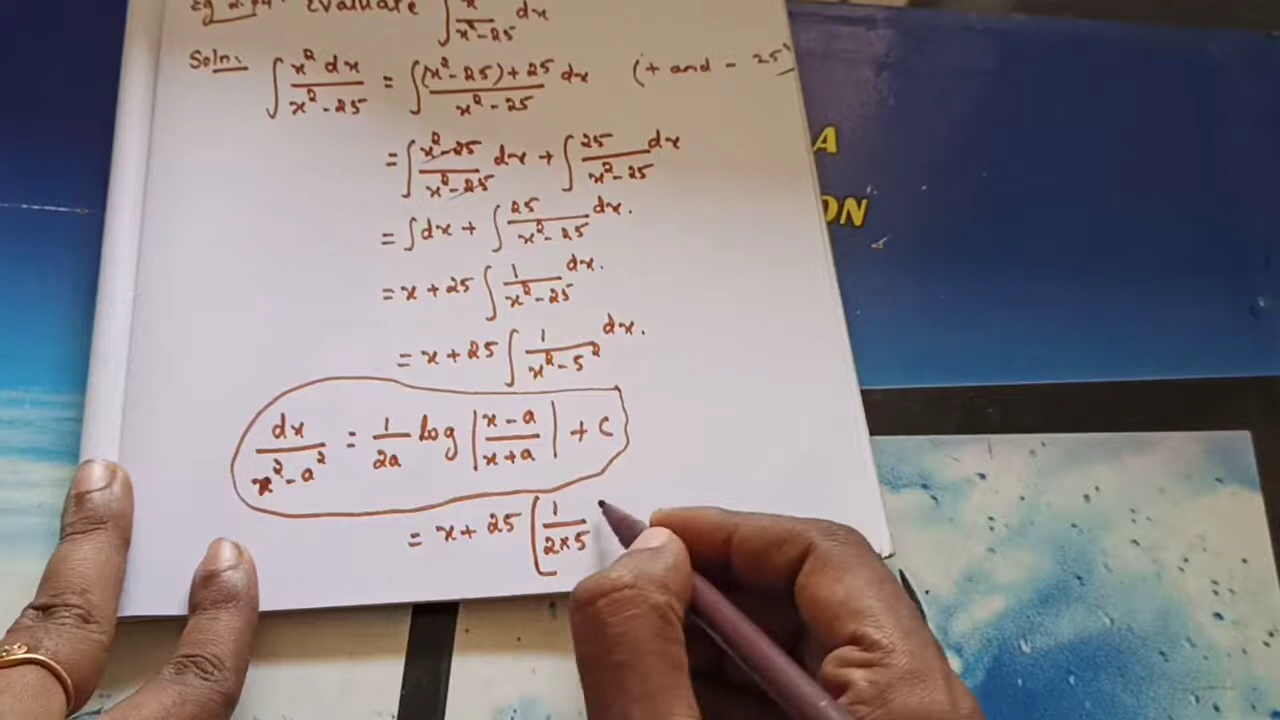 Evaluate ∫ x²/x²-25 dx
Soln: ∫ x² dx/x²-25 = ∫ (x²-25)+25/x²-25 dx (+ and - 25)
= ∫ x²-25/x²-25 dx + ∫ 25/x²-25 dx
= ∫ dx + ∫ 25/x²-25 dx.
= x + 25 ∫ 1/x²-25 dx.
= x + 25 ∫ 1/x²-5² dx.
dx/x²-a² = 1/2a log |x-a/x+a| + c
= x + 25 [1/2×5
A
ON